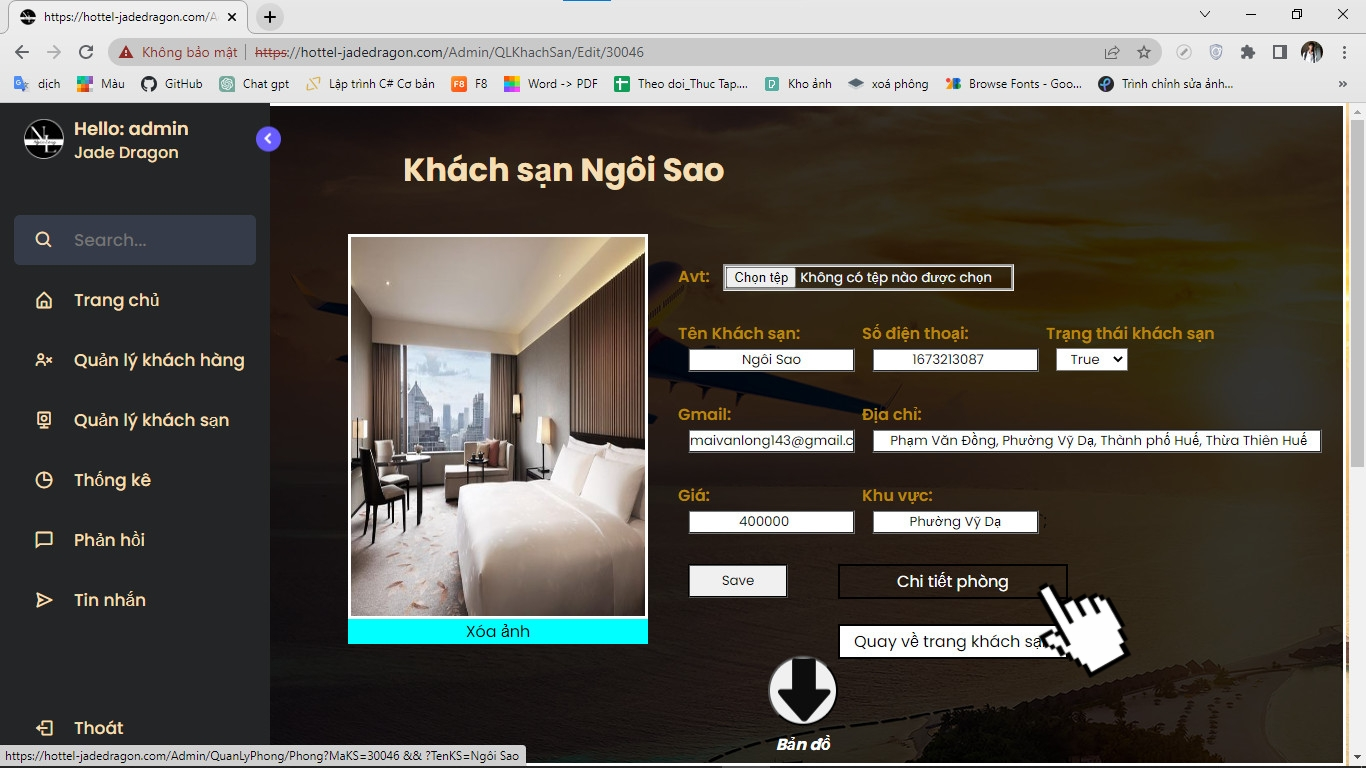 https://hottel-jadedragon.com/A
Không bảo mật | https://hottel-jadedragon.com/Admin/QLKhachSan/Edit/30046
dịch Màu GitHub Chat gpt Lập trình C# Cơ bản F8 F8 Word -> PDF Theo doi_Thuc Tap... D Kho ảnh xoá phông Browse Fonts - Goo... Trình chỉnh sửa ảnh... »
Hello: admin
Jade Dragon
Search...
Trang chủ
Quản lý khách hàng
Quản lý khách sạn
Thống kê
Phản hồi
Tin nhắn
Thoát
Khách sạn Ngôi Sao
Xóa ảnh
Avt: Chọn tệp Không có tệp nào được chọn
Tên Khách sạn: Số điện thoại: Trạng thái khách sạn
Ngôi Sao 1673213087 True
Gmail: Địa chỉ:
maivanlong143@gmail.c Phạm Văn Đồng, Phường Vỹ Dạ, Thành phố Huế, Thừa Thiên Huế
Giá: Khu vực:
400000 Phường Vỹ Dạ ;
Save Chi tiết phòng
Quay về trang khách sạn
Bản đồ
https://hottel-jadedragon.com/Admin/QuanLyPhong/Phong?MaKS=30046 && ?TenKS=Ngôi Sao